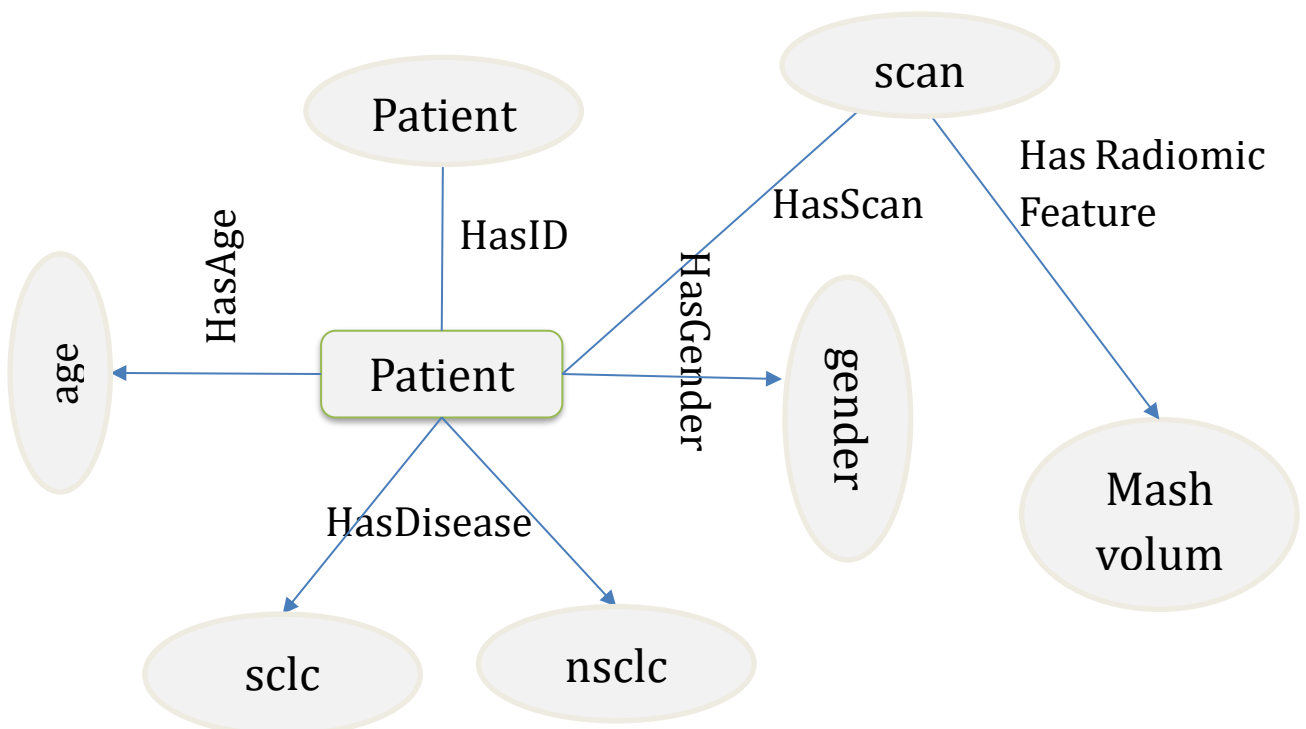 scan
Patient
Has Radiomic
Feature
HasScan
HasID
HasAge
HasGender
Patient
age
gender
Mash
volum
HasDisease
sclc
nsclc